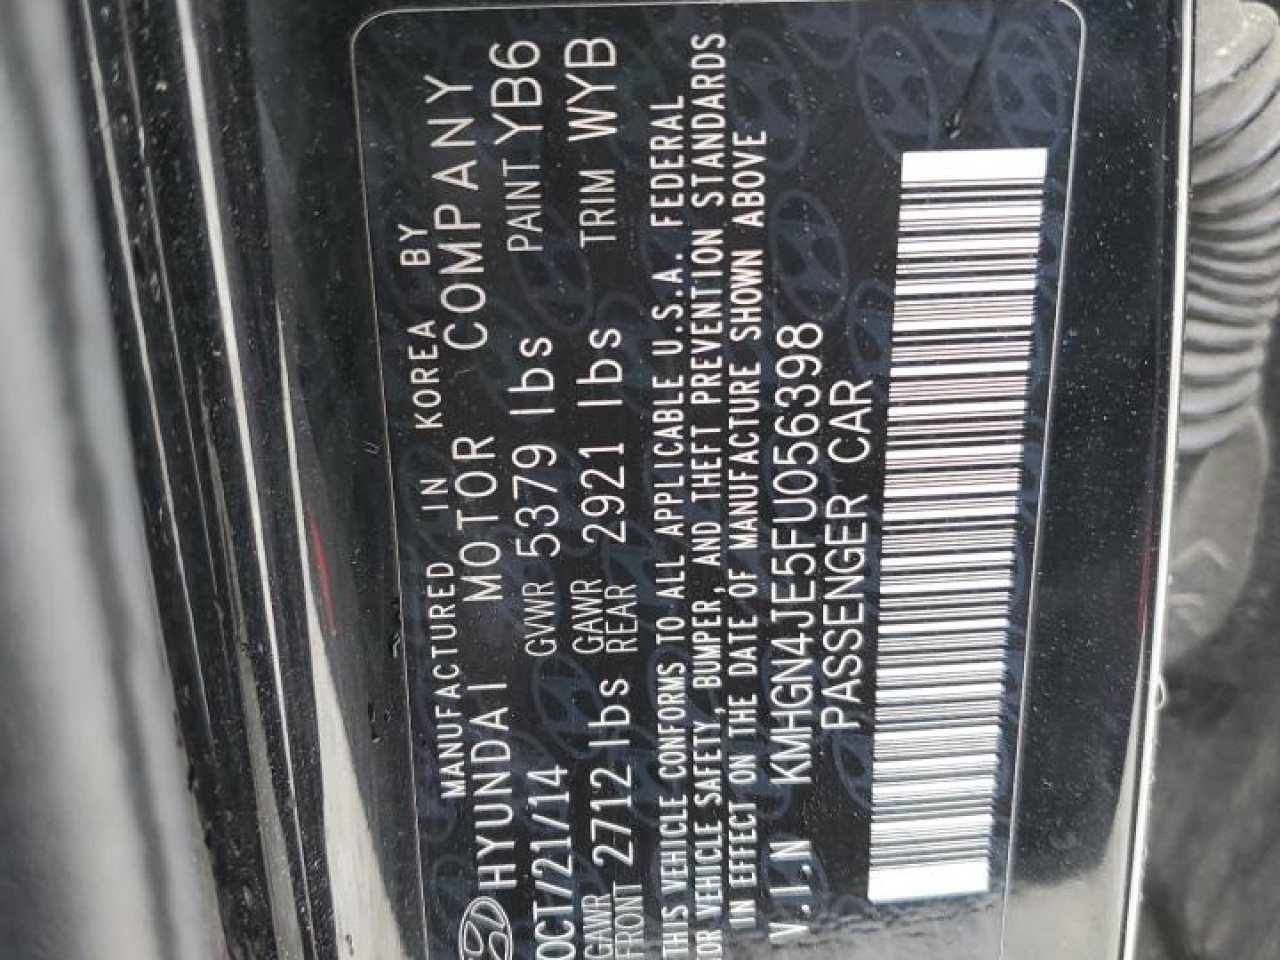 MANUFACTURED IN KOREA BY
HYUNDAI MOTOR COMPANY
OCT/21/14 GVWR 5379 lbs PAINT YB6
GAWR FRONT 2712 lbs GAWR REAR 2921 lbs TRIM WYB
THIS VEHICLE CONFORMS TO ALL APPLICABLE U.S.A. FEDERAL
OR VEHICLE SAFETY, BUMPER, AND THEFT PREVENTION STANDARDS
IN EFFECT ON THE DATE OF MANUFACTURE SHOWN ABOVE
V.I.N KMHGN4JE5FU056398
PASSENGER CAR